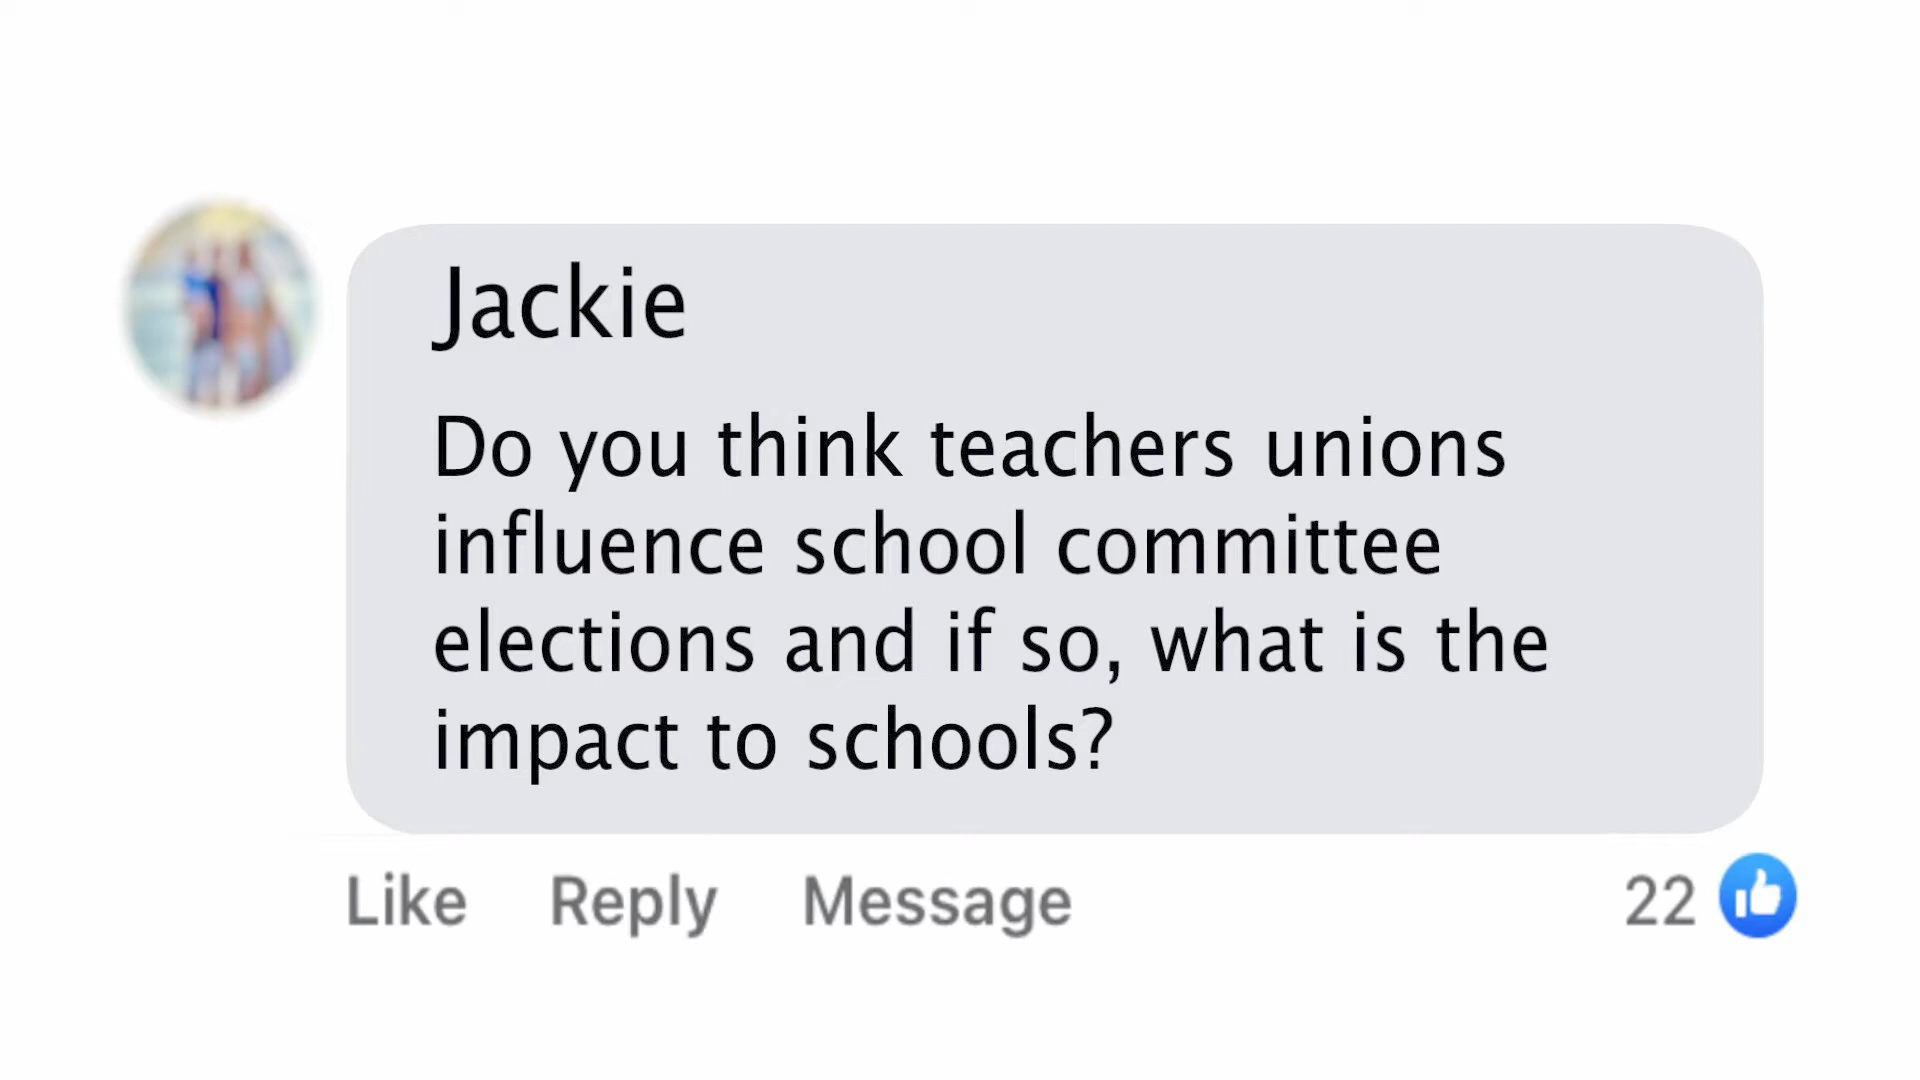 Jackie
Do you think teachers unions
influence school committee
elections and if so, what is the
impact to schools?
Like Reply Message 22